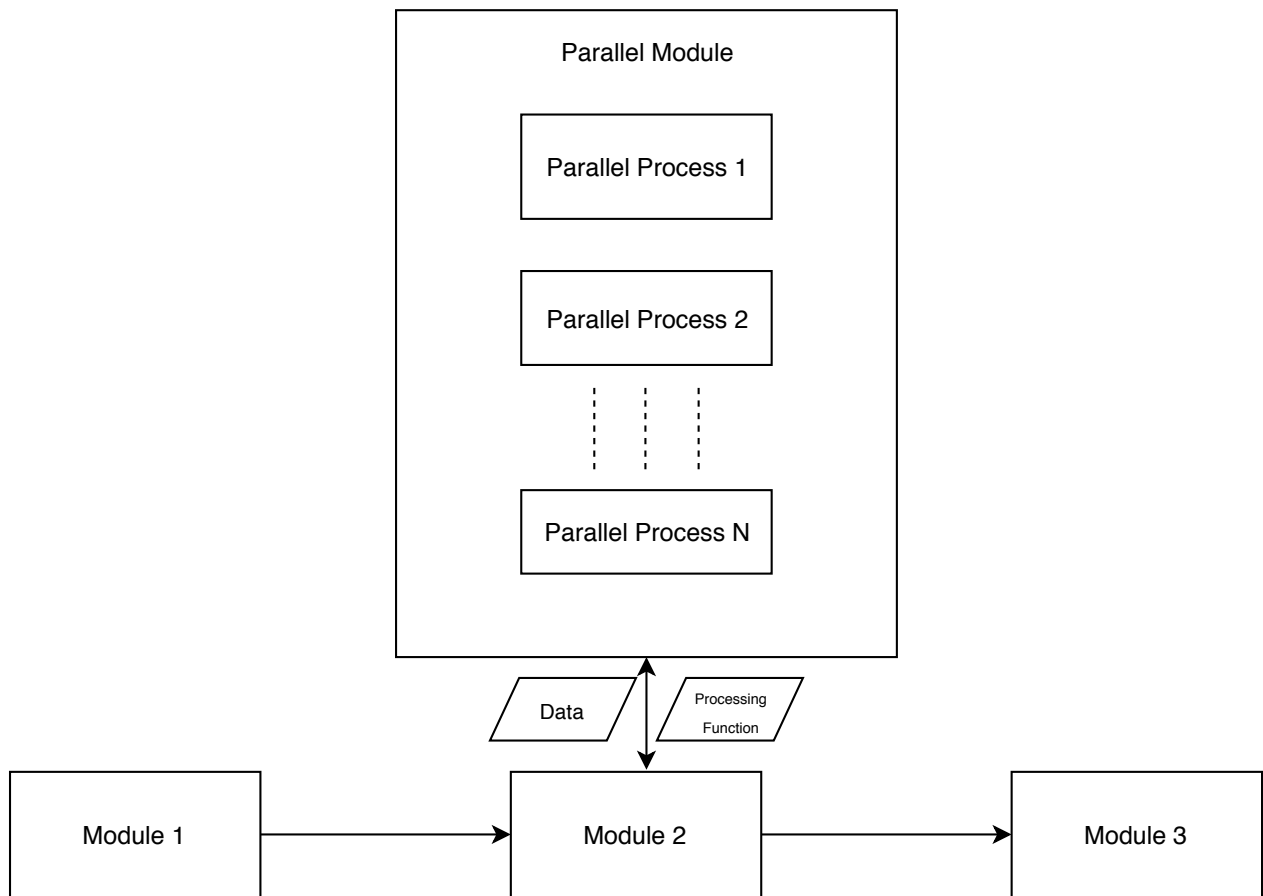 Parallel Module
Parallel Process 1
Parallel Process 2
Parallel Process N
Data
Processing
Function
Module 1
Module 2
Module 3